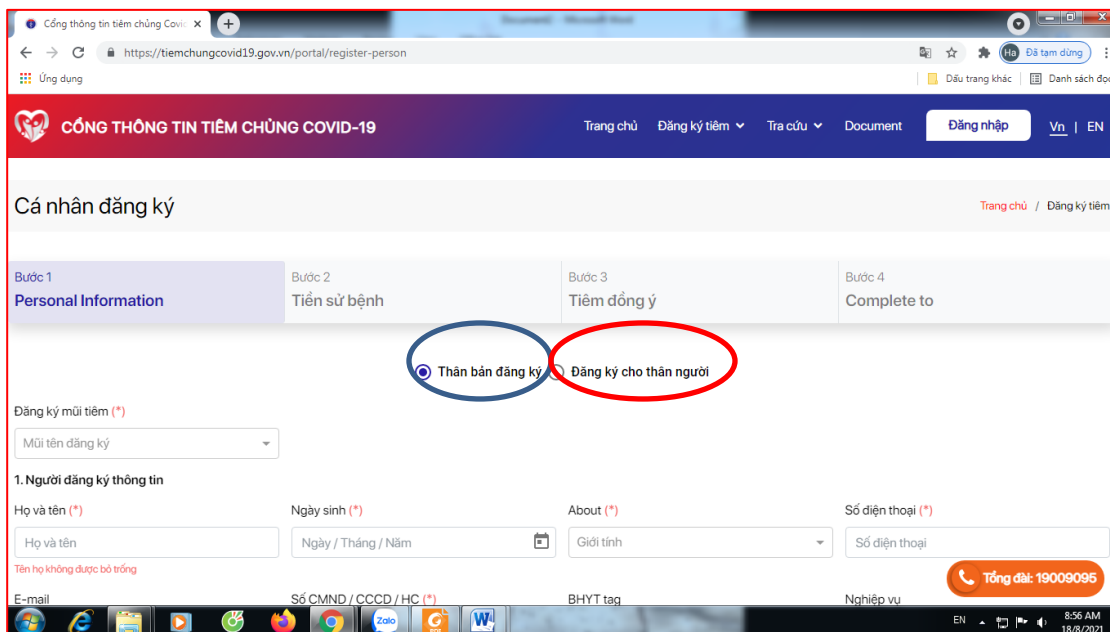 Document2 - Microsoft Word
Cổng thông tin tiêm chủng Covi
https://tiemchungcovid19.gov.vn/portal/register-person
Ha Đã tạm dừng
Ứng dụng
Dấu trang khác
Danh sách đọc
CỔNG THÔNG TIN TIÊM CHỦNG COVID-19
Trang chủ Đăng ký tiêm Tra cứu Document Đăng nhập Vn | EN
Cá nhân đăng ký
Trang chủ / Đăng ký tiêm
Bước 1 Bước 2 Bước 3 Bước 4
Personal Information Tiền sử bệnh Tiêm đồng ý Complete to
Thân bản đăng ký Đăng ký cho thân người
Đăng ký mũi tiêm (*)
Mũi tên đăng ký
1. Người đăng ký thông tin
Họ và tên (*) Ngày sinh (*) About (*) Số điện thoại (*)
Họ và tên Ngày / Tháng / Năm Giới tính Số điện thoại
Tên họ không được bỏ trống
Tổng đài: 19009095
E-mail Số CMND / CCCD / HC (*) BHYT tag Nghiệp vụ
Zalo
EN 8:56 AM
18/8/2021